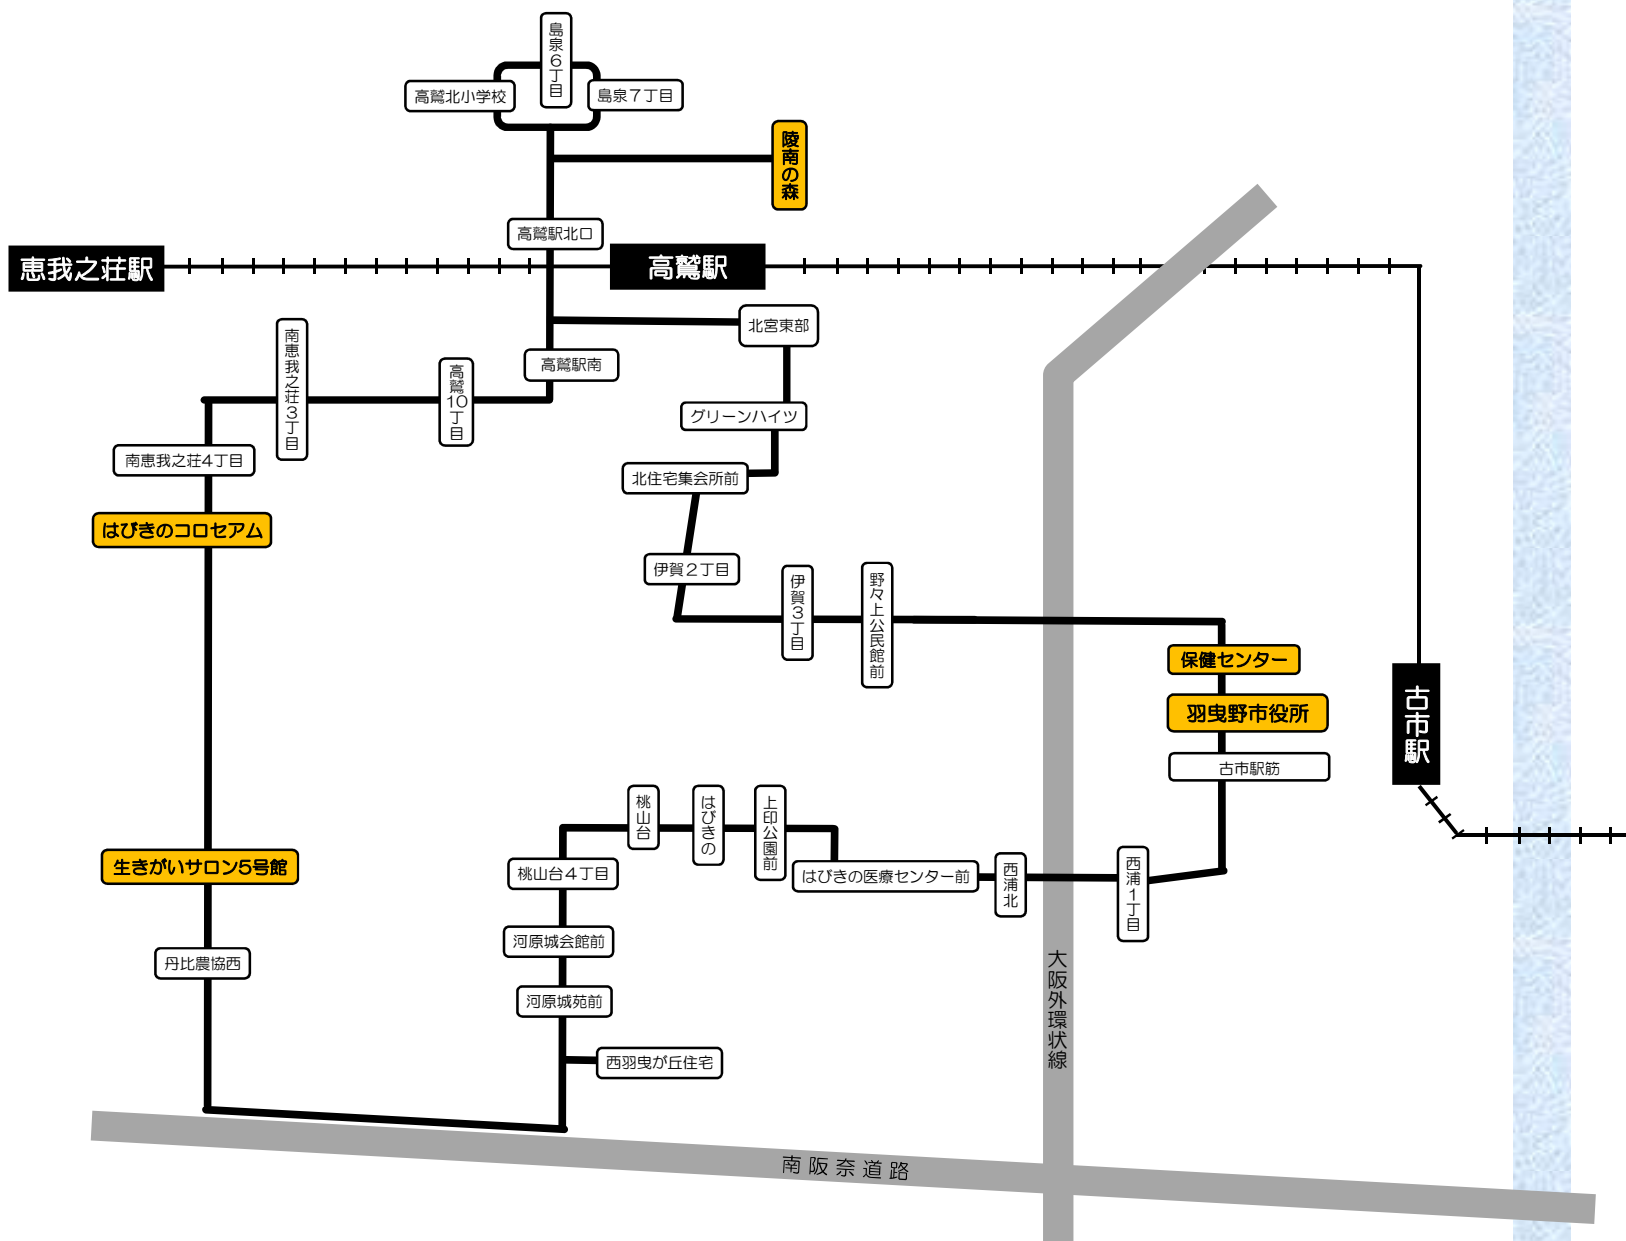 島泉６丁目
高鷲北小学校
島泉７丁目
陵南の森
高鷲駅北口
恵我之荘駅
高鷲駅
北宮東部
南恵我之荘３丁目
高鷲駅南
高鷲10丁目
グリーンハイツ
南恵我之荘4丁目
北住宅集会所前
はびきのコロセアム
伊賀２丁目
伊賀３丁目
野々上公民館前
保健センター
羽曳野市役所
古市駅
古市駅筋
桃山台
はびきの
上印公園前
生きがいサロン5号館
桃山台４丁目
はびきの医療センター前
西浦北
西浦１丁目
河原城会館前
丹比農協西
河原城苑前
大阪外環状線
西羽曳が丘住宅
南阪奈道路